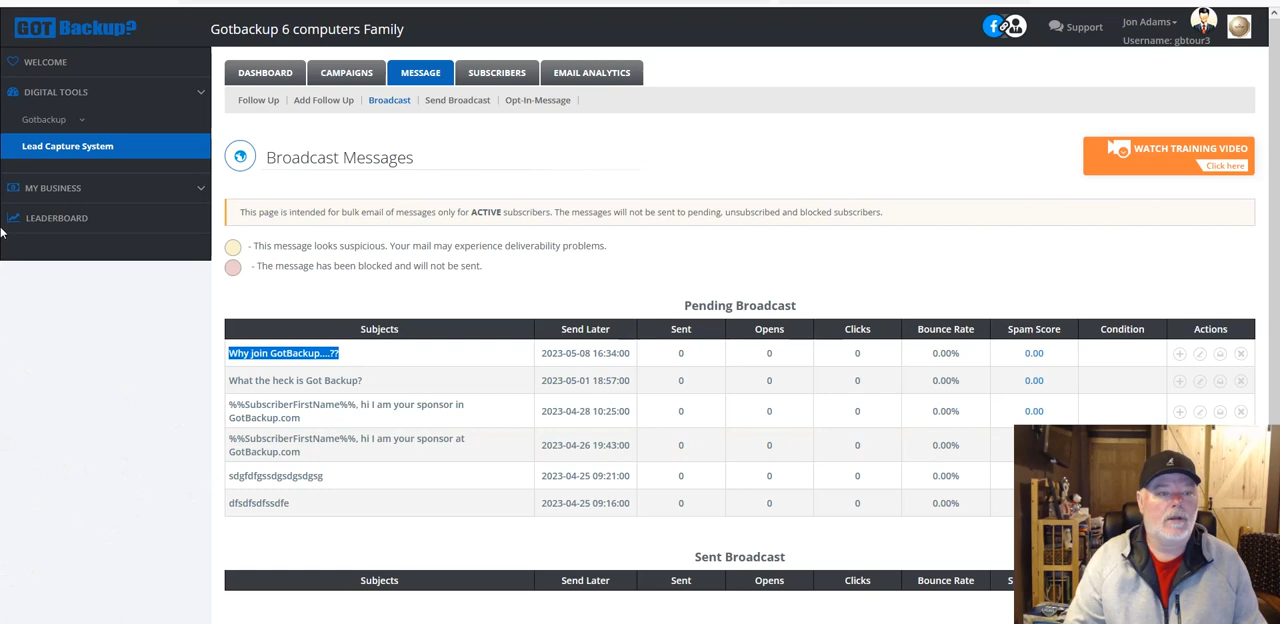 GOT Backup?
Gotbackup 6 computers Family
Support
Jon Adams
Username: gbtour3
WELCOME
DIGITAL TOOLS
Gotbackup
Lead Capture System
MY BUSINESS
LEADERBOARD
DASHBOARD CAMPAIGNS MESSAGE SUBSCRIBERS EMAIL ANALYTICS
Follow Up | Add Follow Up | Broadcast | Send Broadcast | Opt-In-Message |
Broadcast Messages
WATCH TRAINING VIDEO
Click here
This page is intended for bulk email of messages only for ACTIVE subscribers. The messages will not be sent to pending, unsubscribed and blocked subscribers.
- This message looks suspicious. Your mail may experience deliverability problems.
- The message has been blocked and will not be sent.
Pending Broadcast
Subjects Send Later Sent Opens Clicks Bounce Rate Spam Score Condition Actions
Why join GotBackup....?? 2023-05-08 16:34:00 0 0 0 0.00% 0.00
What the heck is Got Backup? 2023-05-01 18:57:00 0 0 0 0.00% 0.00
%%SubscriberFirstName%%, hi I am your sponsor in
GotBackup.com 2023-04-28 10:25:00 0 0 0 0.00% 0.00
%%SubscriberFirstName%%, hi I am your sponsor at
GotBackup.com 2023-04-26 19:43:00 0 0 0 0.00%
sdgfdfgssdgsdgsdgsg 2023-04-25 09:21:00 0 0 0 0.00%
dfsdfsdfssdfe 2023-04-25 09:16:00 0 0 0 0.00%
Sent Broadcast
Subjects Send Later Sent Opens Clicks Bounce Rate